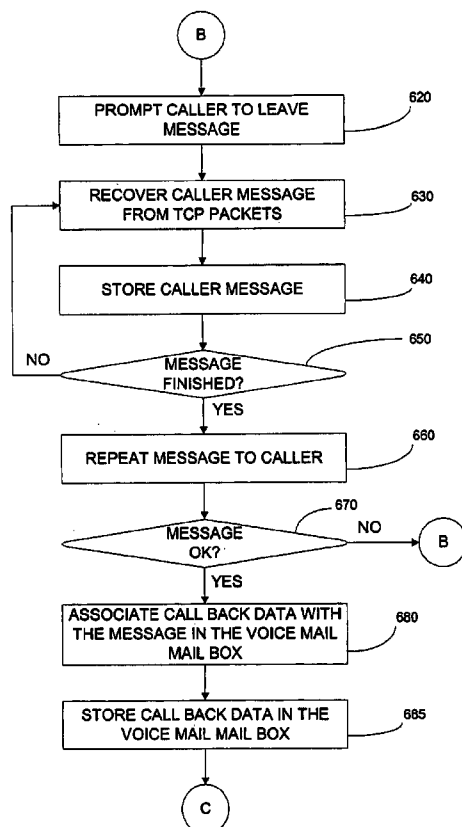 B
PROMPT CALLER TO LEAVE
MESSAGE
620
RECOVER CALLER MESSAGE
FROM TCP PACKETS
630
STORE CALLER MESSAGE
640
650
MESSAGE
FINISHED?
NO
YES
REPEAT MESSAGE TO CALLER
660
670
MESSAGE
OK?
NO
B
YES
ASSOCIATE CALL BACK DATA WITH
THE MESSAGE IN THE VOICE MAIL
MAIL BOX
680
STORE CALL BACK DATA IN THE
VOICE MAIL MAIL BOX
685
C